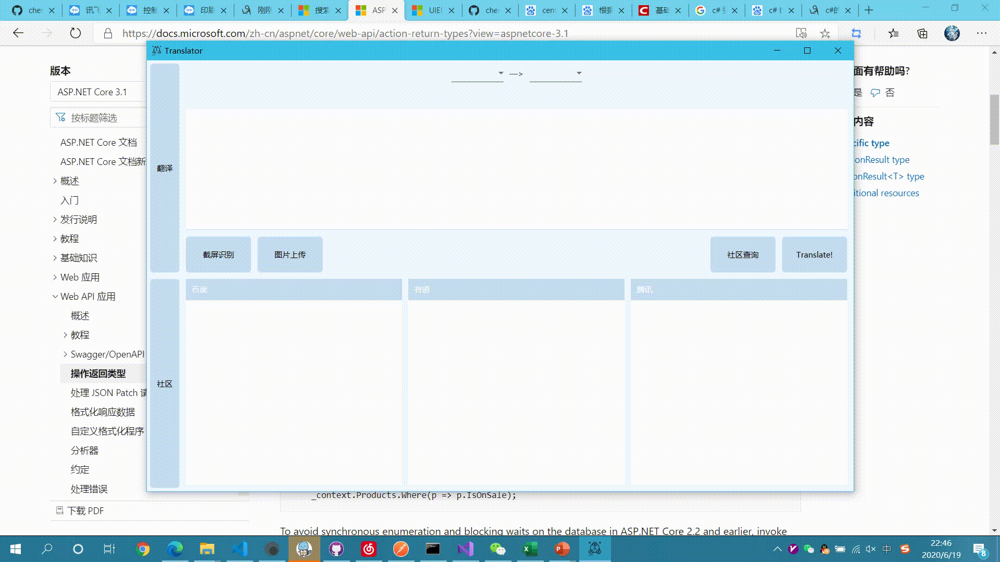 cher
讯飞
控制
印刷
刚刚
搜索
ASP
UIEl
cher
cent
根据
基础
c# 引
c# b
c#的
https://docs.microsoft.com/zh-cn/aspnet/core/web-api/action-return-types?view=aspnetcore-3.1
Translator
版本
ASP.NET Core 3.1
按标题筛选
ASP.NET Core 文档
ASP.NET Core 文档新
概述
入门
发行说明
教程
基础知识
Web 应用
Web API 应用
概述
教程
Swagger/OpenAPI
操作返回类型
处理 JSON Patch 请
格式化响应数据
自定义格式化程序
分析器
约定
处理错误
下载 PDF
翻译
社区
—>
截屏识别
图片上传
社区查询
Translate!
百度
有道
腾讯
面有帮助吗?
是
否
内容
cific type
onResult type
onResult<T> type
itional resources
_context.Products.Where(p => p.IsOnSale);
To avoid synchronous enumeration and blocking waits on the database in ASP.NET Core 2.2 and earlier, invoke
中
22:46
2020/6/19
8